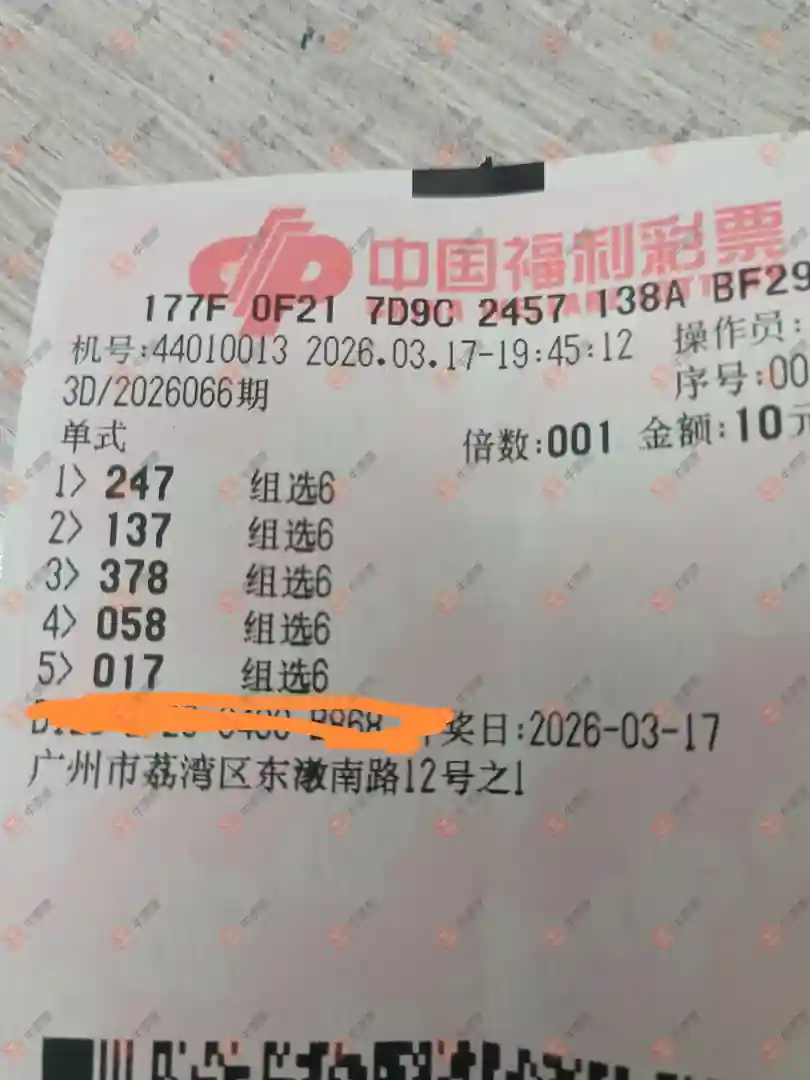 中国福利彩票
177F 0F21 7D9C 2457 138A BF29
机号:44010013 2026.03.17-19:45:12 操作员:
3D/2026066期 序号:00
单式 倍数:001 金额:10元
1> 247 组选6
2> 137 组选6
3> 378 组选6
4> 058 组选6
5> 017 组选6
奖日:2026-03-17
广州市荔湾区东漖南路12号之1